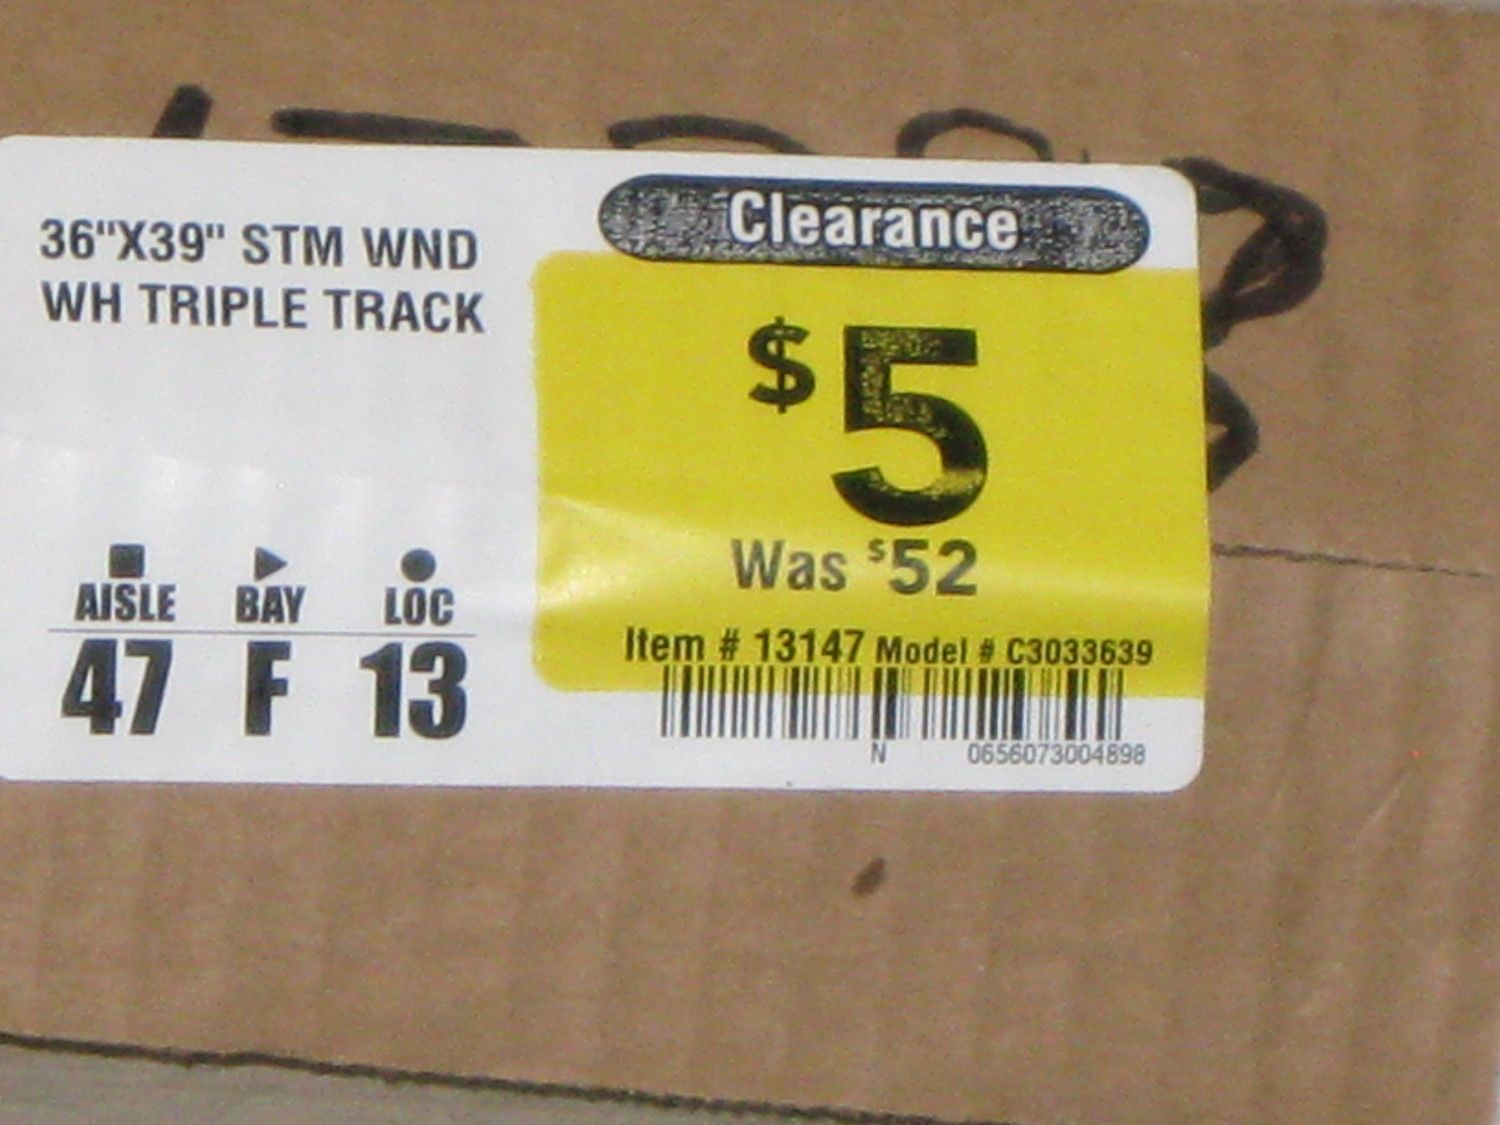 36"X39" STM WND
WH TRIPLE TRACK
Clearance
$5
Was $52
AISLE BAY LOC
47 F 13
Item # 13147 Model # C3033639
N 0656073004898